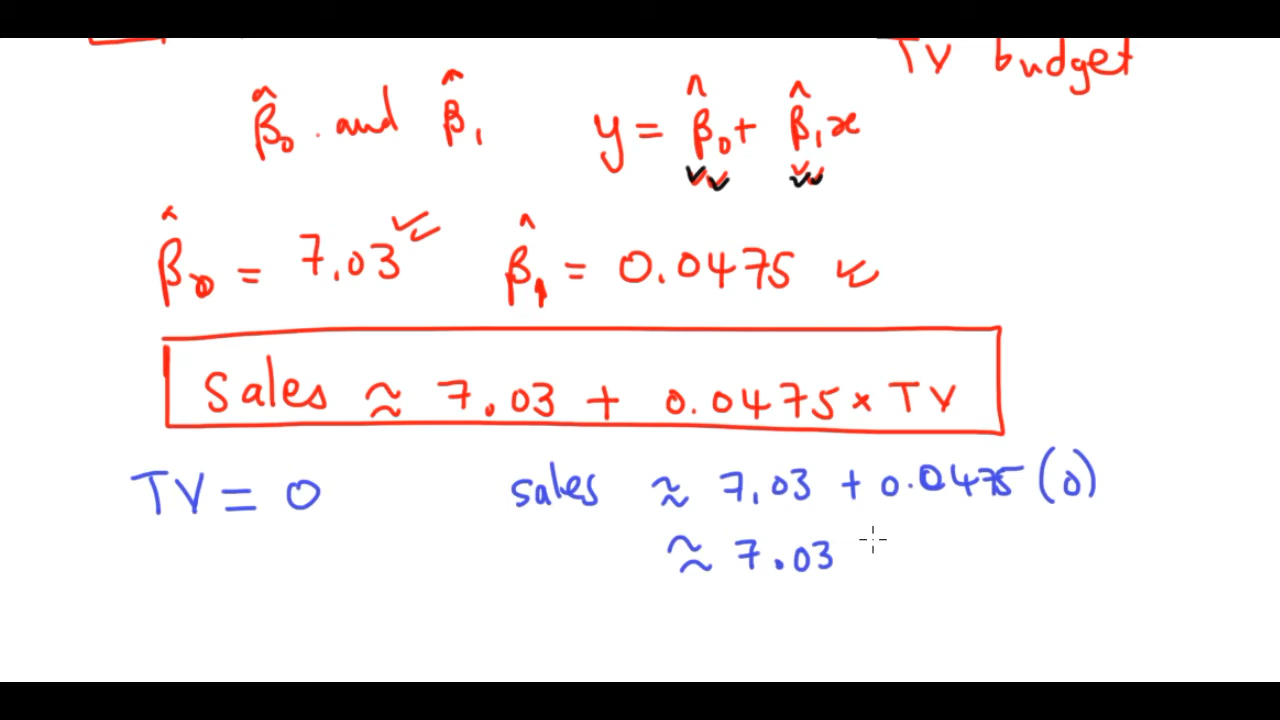 TV budget
β̂₀ and β̂₁ y = β̂₀ + β̂₁x
β̂₀ = 7.03 β̂₁ = 0.0475
Sales ≈ 7.03 + 0.0475 × TV
TV = 0 sales ≈ 7.03 + 0.0475 (0)
≈ 7.03